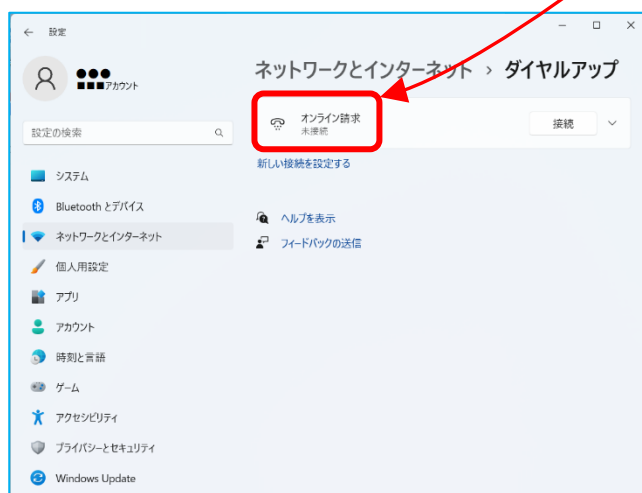 設定
●●●
■■■アカウント
設定の検索
システム
Bluetooth とデバイス
ネットワークとインターネット
個人用設定
アプリ
アカウント
時刻と言語
ゲーム
アクセシビリティ
プライバシーとセキュリティ
Windows Update
ネットワークとインターネット › ダイヤルアップ
オンライン請求
未接続
接続
新しい接続を設定する
ヘルプを表示
フィードバックの送信